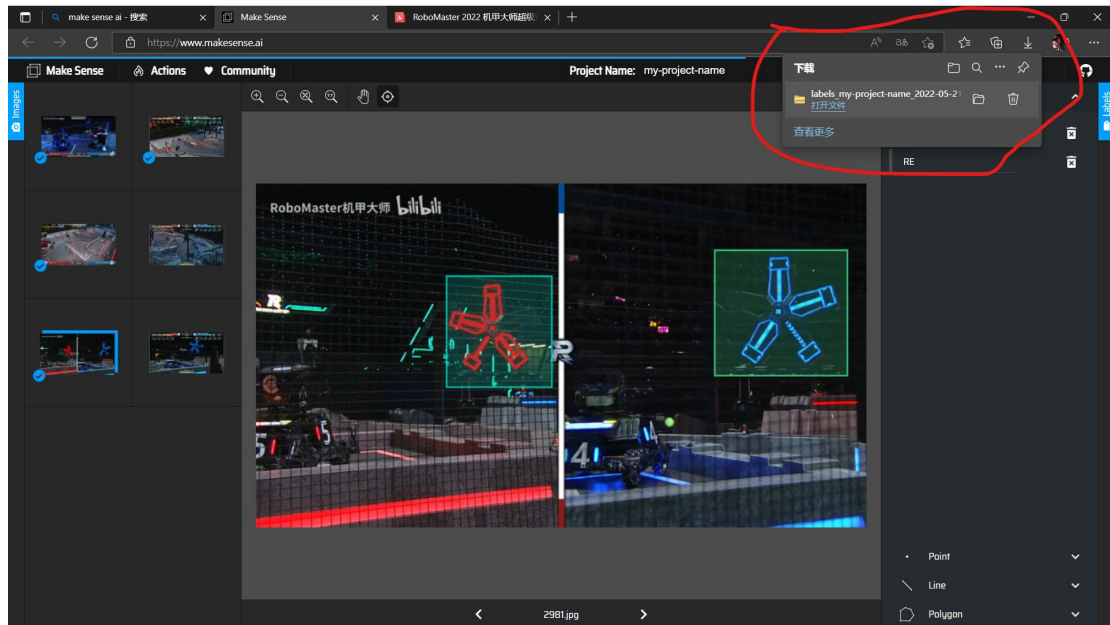 make sense ai - 搜索
Make Sense
RoboMaster 2022 机甲大师超级
https://www.makesense.ai
Make Sense
Actions
Community
Project Name: my-project-name
下载
labels_my-project-name_2022-05-21
打开文件
查看更多
Images
Labels
RE
RoboMaster机甲大师 bilibili
R
5
5
4
4
Point
Line
Polygon
2981.jpg